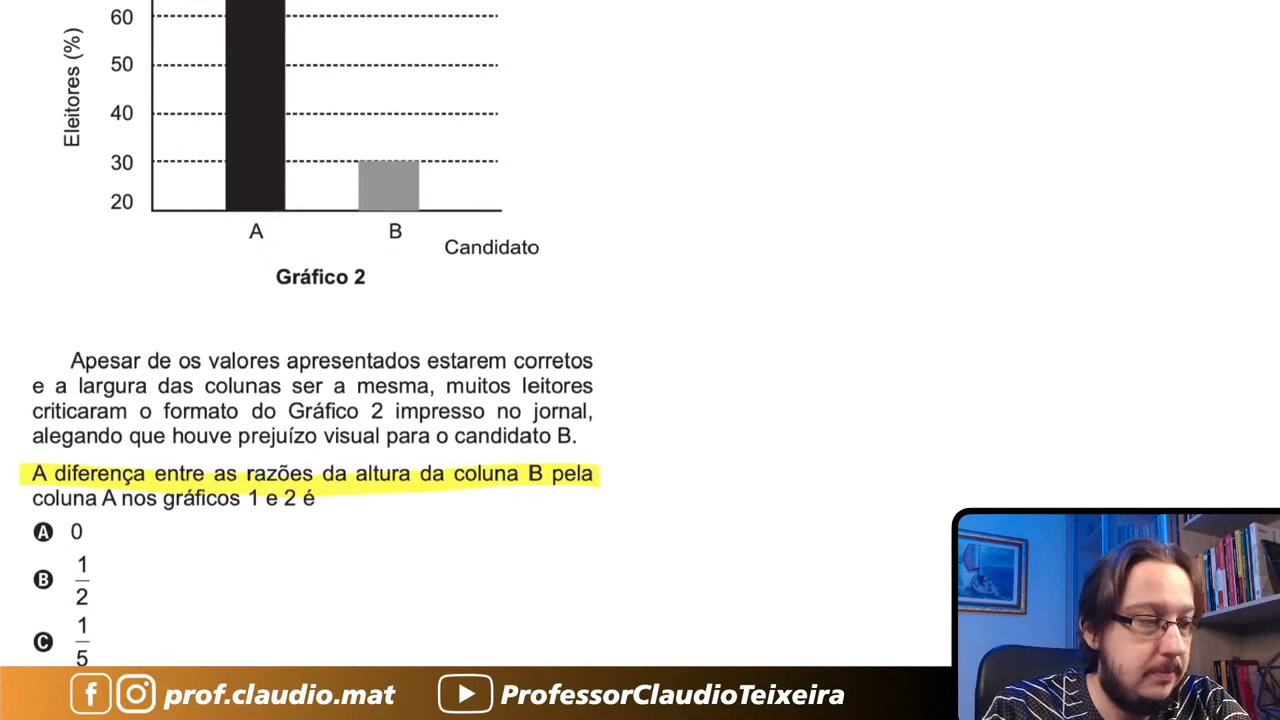 60
50
40
30
20
Eleitores (%)
A
B
Candidato
Gráfico 2
Apesar de os valores apresentados estarem corretos
e a largura das colunas ser a mesma, muitos leitores
criticaram o formato do Gráfico 2 impresso no jornal,
alegando que houve prejuízo visual para o candidato B.
A diferença entre as razões da altura da coluna B pela
coluna A nos gráficos 1 e 2 é
A 0
B 1
2
C 1
5
prof.claudio.mat
ProfessorClaudioTeixeira